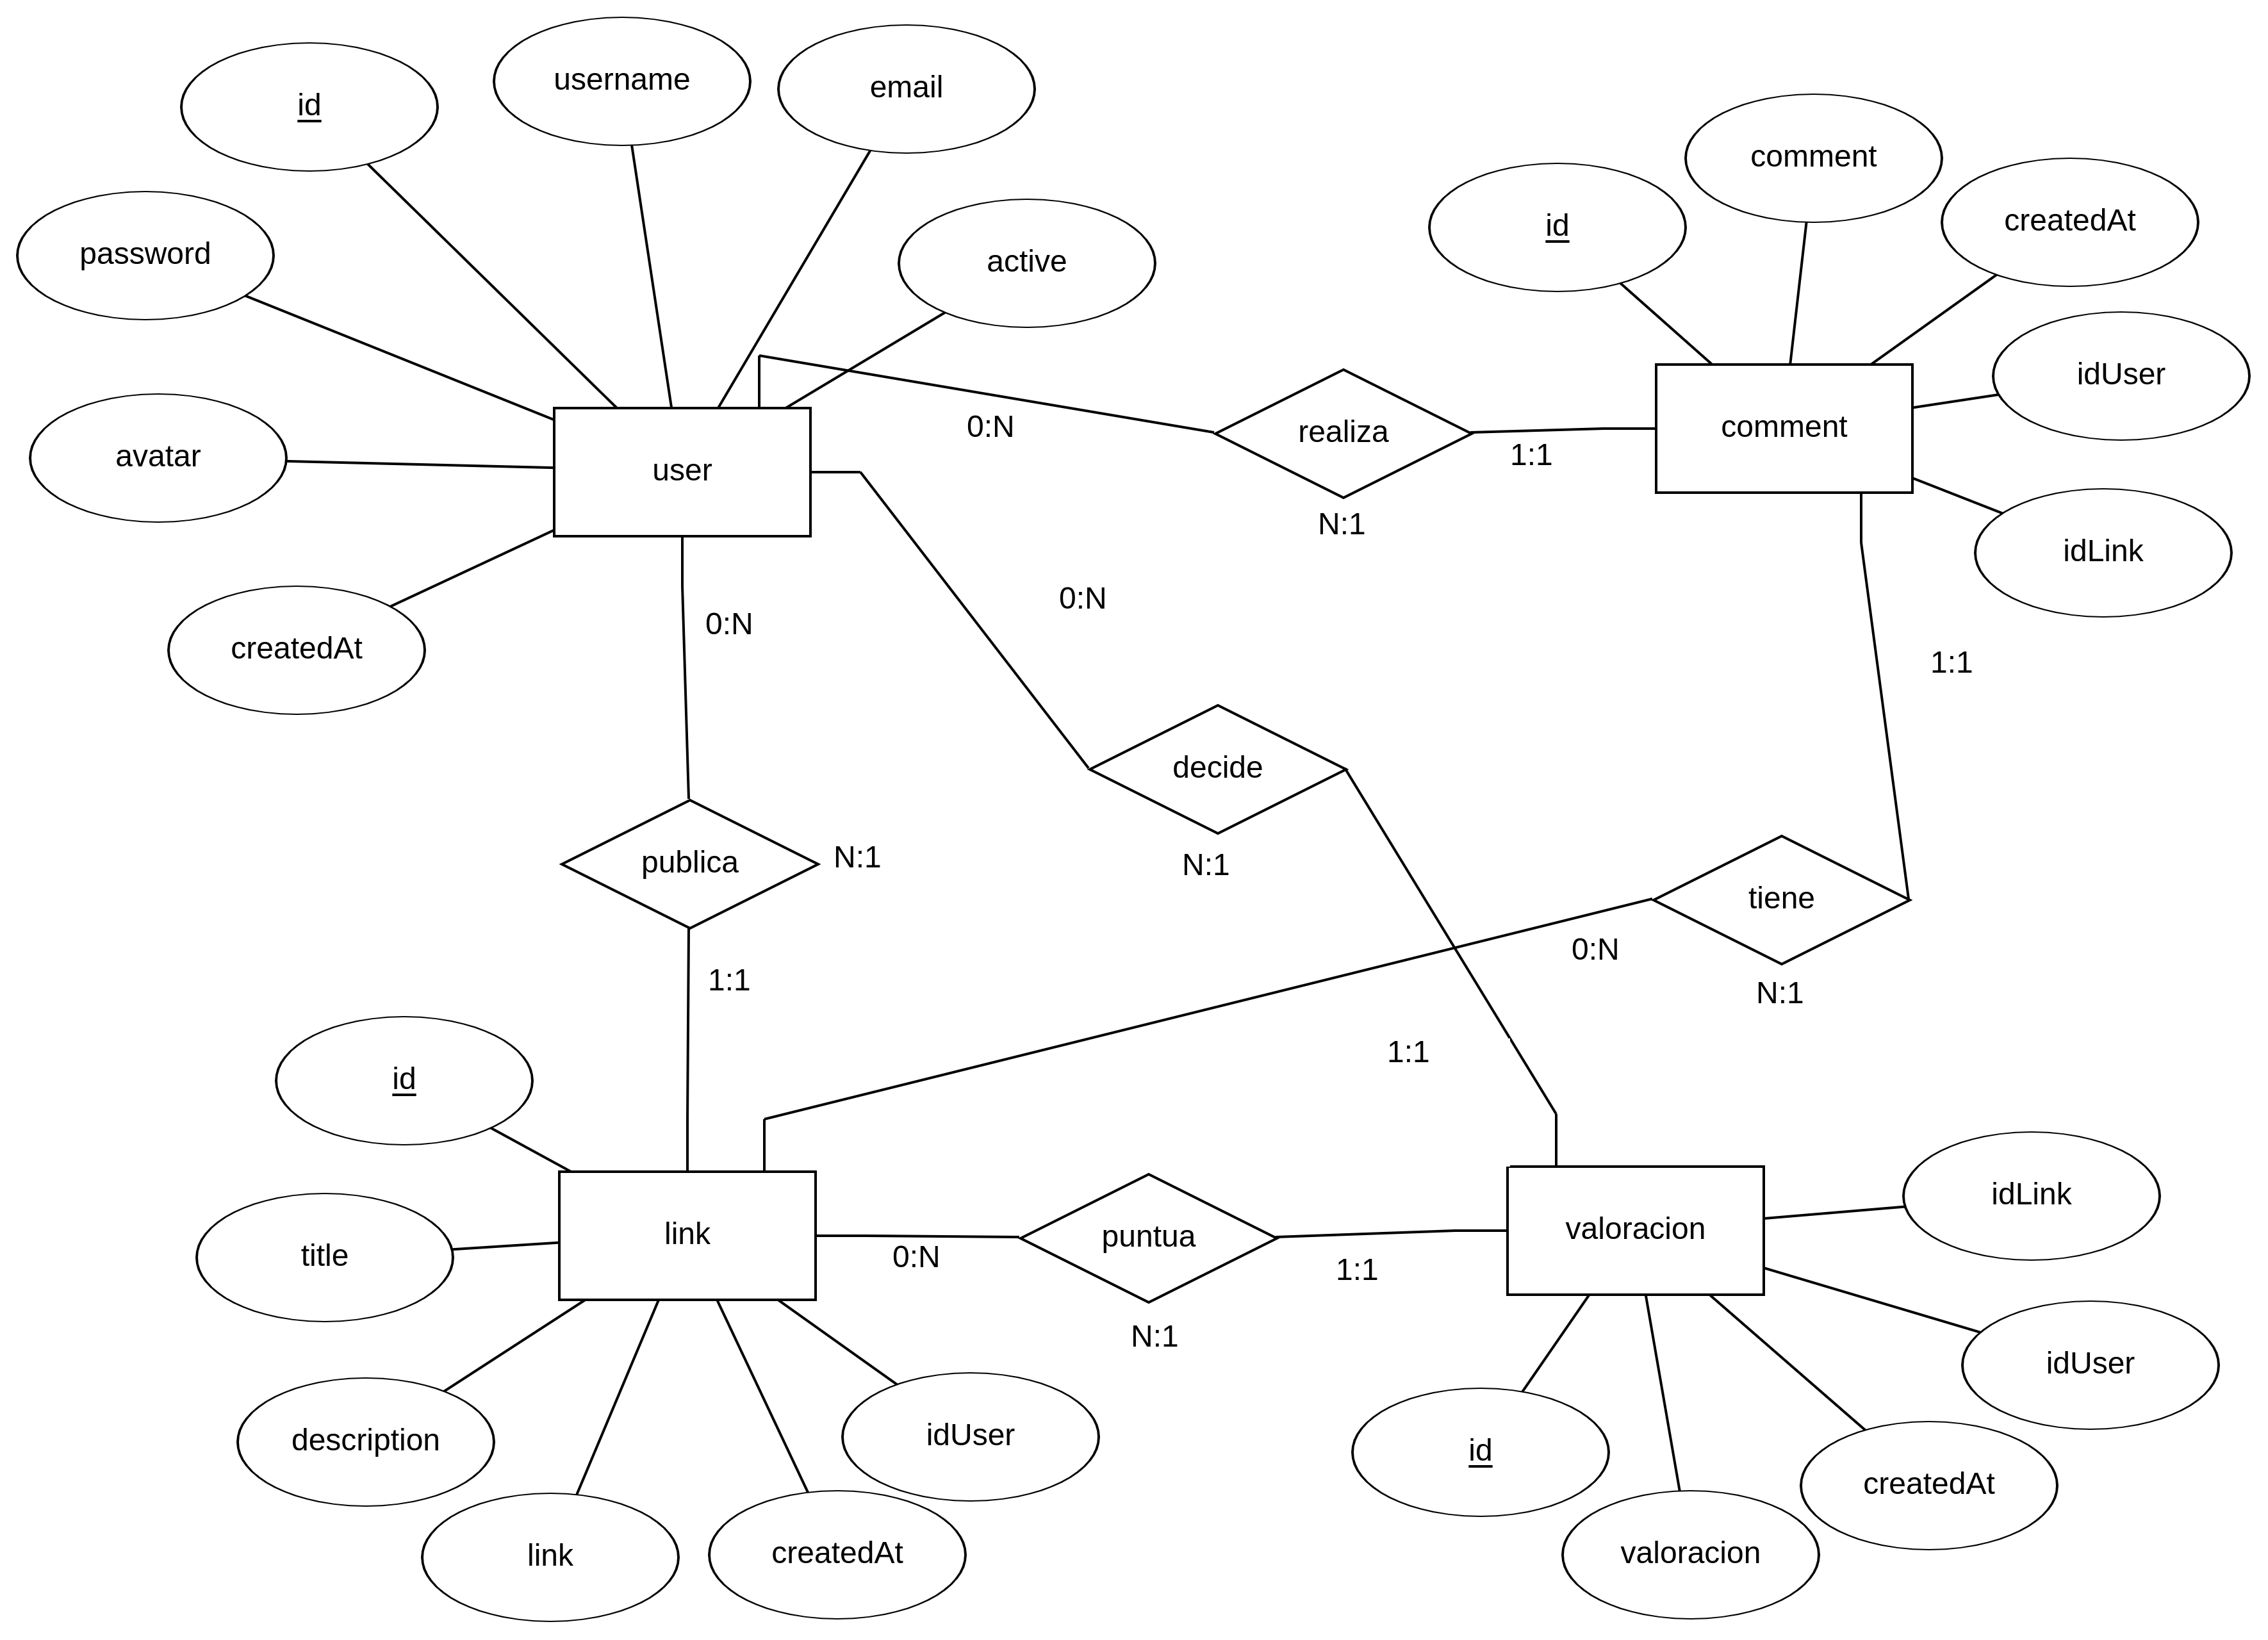 username
email
id
comment
createdAt
id
password
active
idUser
0:N
realiza
comment
1:1
avatar
user
N:1
idLink
0:N
0:N
createdAt
1:1
decide
publica
N:1
N:1
tiene
0:N
1:1
N:1
1:1
id
idLink
link
valoracion
puntua
title
0:N
1:1
N:1
idUser
description
idUser
id
createdAt
link
createdAt
valoracion